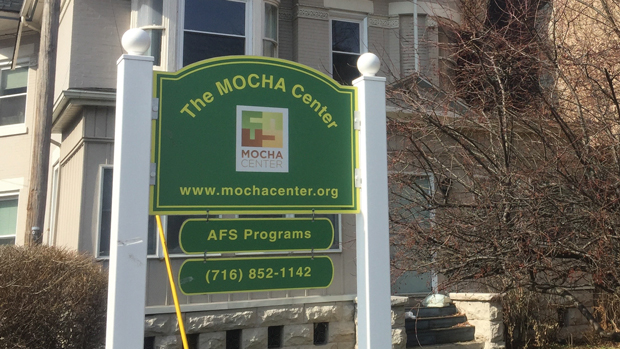 The MOCHA Center
MOCHA
CENTER
www.mochacenter.org
AFS Programs
(716) 852-1142